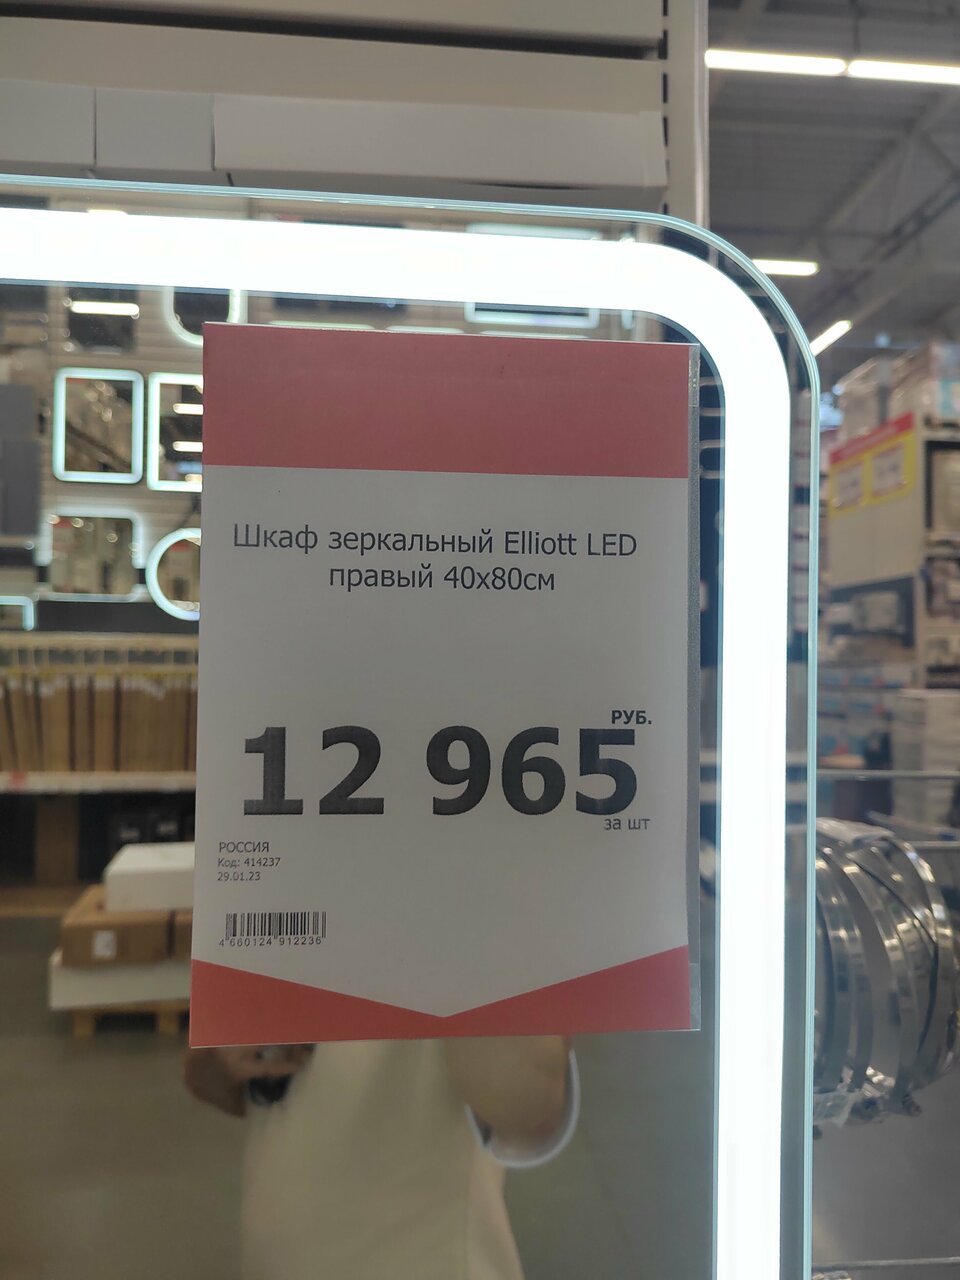 Шкаф зеркальный Elliott LED
правый 40х80см
РУБ.
12 965
за шт
РОССИЯ
Код: 414237
29.01.23
4 660124 912236